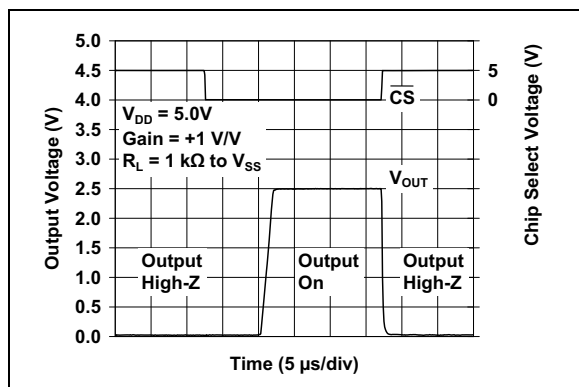 5.0
4.5
4.0
3.5
3.0
2.5
2.0
1.5
1.0
0.5
0.0
Output Voltage (V)
V_DD = 5.0V
Gain = +1 V/V
R_L = 1 kΩ to V_SS
CS
V_OUT
Output
High-Z
Output
On
Output
High-Z
5
0
Chip Select Voltage (V)
Time (5 µs/div)